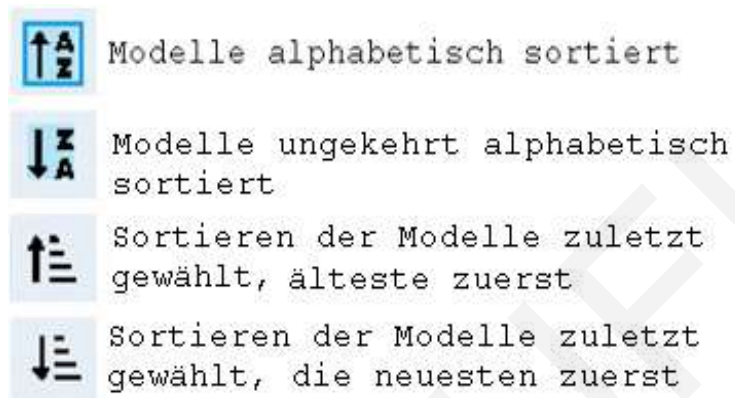 A
Z
Modelle alphabetisch sortiert
Z
A
Modelle ungekehrt alphabetisch
sortiert
Sortieren der Modelle zuletzt
gewählt, älteste zuerst
Sortieren der Modelle zuletzt
gewählt, die neuesten zuerst